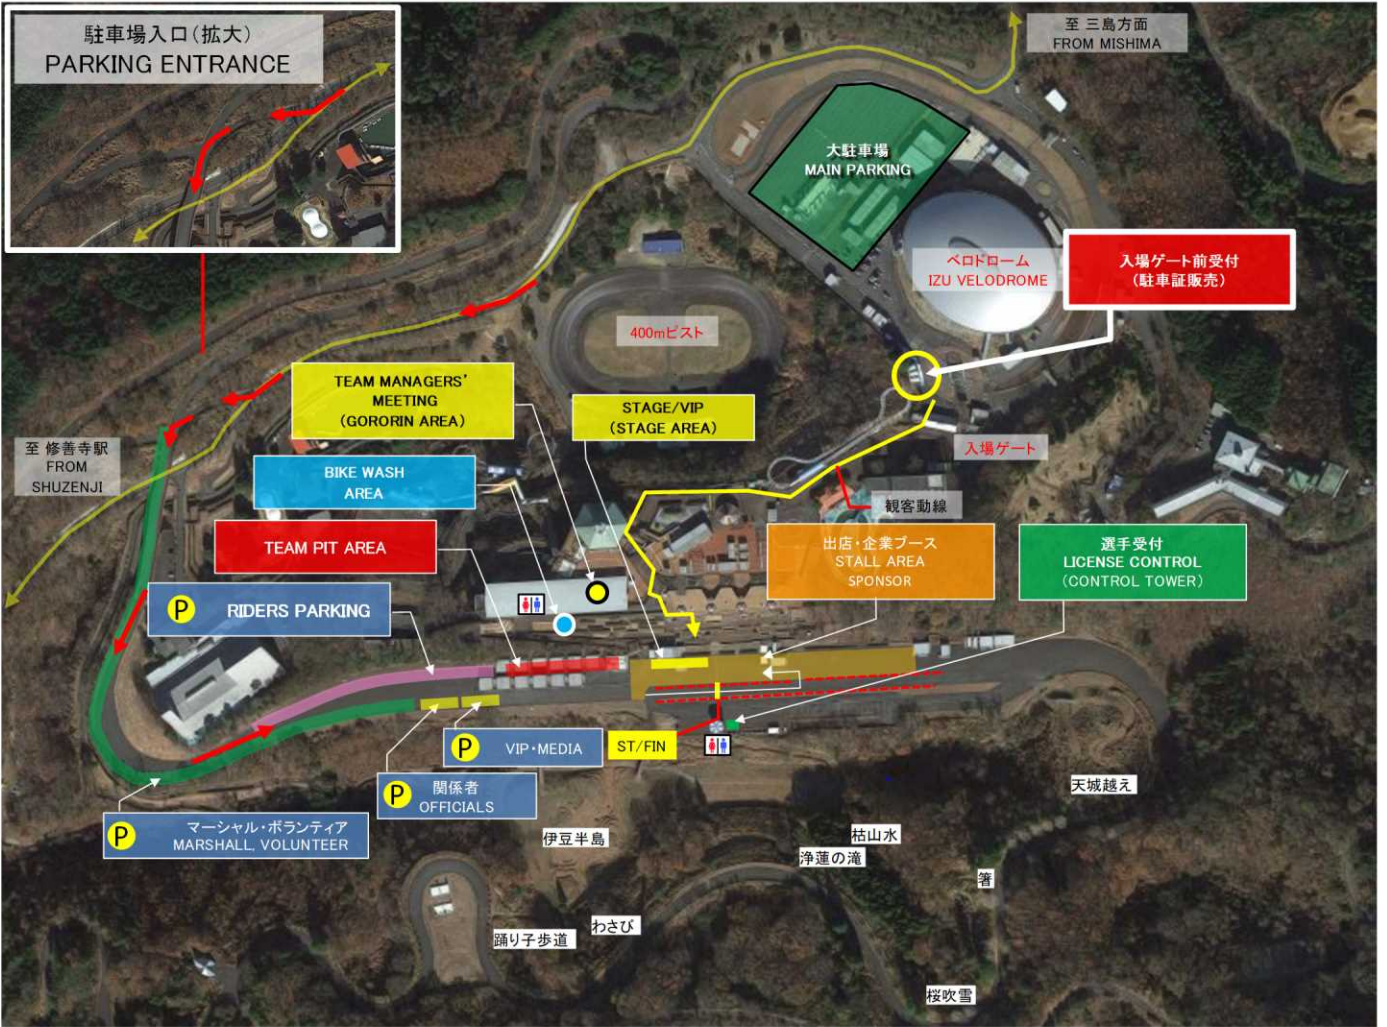 駐車場入口(拡大)
PARKING ENTRANCE
至 三島方面
FROM MISHIMA
大駐車場
MAIN PARKING
ベロドローム
IZU VELODROME
入場ゲート前受付
(駐車証販売)
400mピスト
TEAM MANAGERS'
MEETING
(GORORIN AREA)
STAGE/VIP
(STAGE AREA)
至 修善寺駅
FROM
SHUZENJI
入場ゲート
BIKE WASH
AREA
観客動線
TEAM PIT AREA
出店・企業ブース
STALL AREA
SPONSOR
選手受付
LICENSE CONTROL
(CONTROL TOWER)
P RIDERS PARKING
P VIP・MEDIA
ST/FIN
P 関係者
OFFICIALS
P マーシャル・ボランティア
MARSHALL, VOLUNTEER
天城越え
伊豆半島
枯山水
浄蓮の滝
箸
わさび
踊り子歩道
桜吹雪